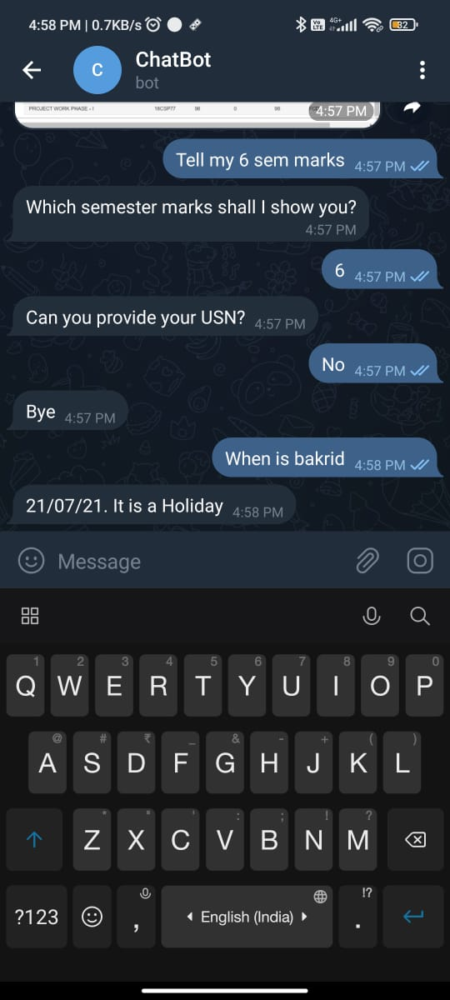 4:58 PM | 0.7KB/s
Vo LTE 4G+ 82
C ChatBot
bot
PROJECT WORK PHASE - I 18CSP77 98 0 98
4:57 PM
Tell my 6 sem marks 4:57 PM
Which semester marks shall I show you?
4:57 PM
6 4:57 PM
Can you provide your USN? 4:57 PM
No 4:57 PM
Bye 4:57 PM
When is bakrid 4:58 PM
21/07/21. It is a Holiday 4:58 PM
Message
1 2 3 4 5 6 7 8 9 0
Q W E R T Y U I O P
@ # ₹ _ & - + ( )
A S D F G H J K L
* " ' : ; ! ?
Z X C V B N M
!?
?123 , English (India) .